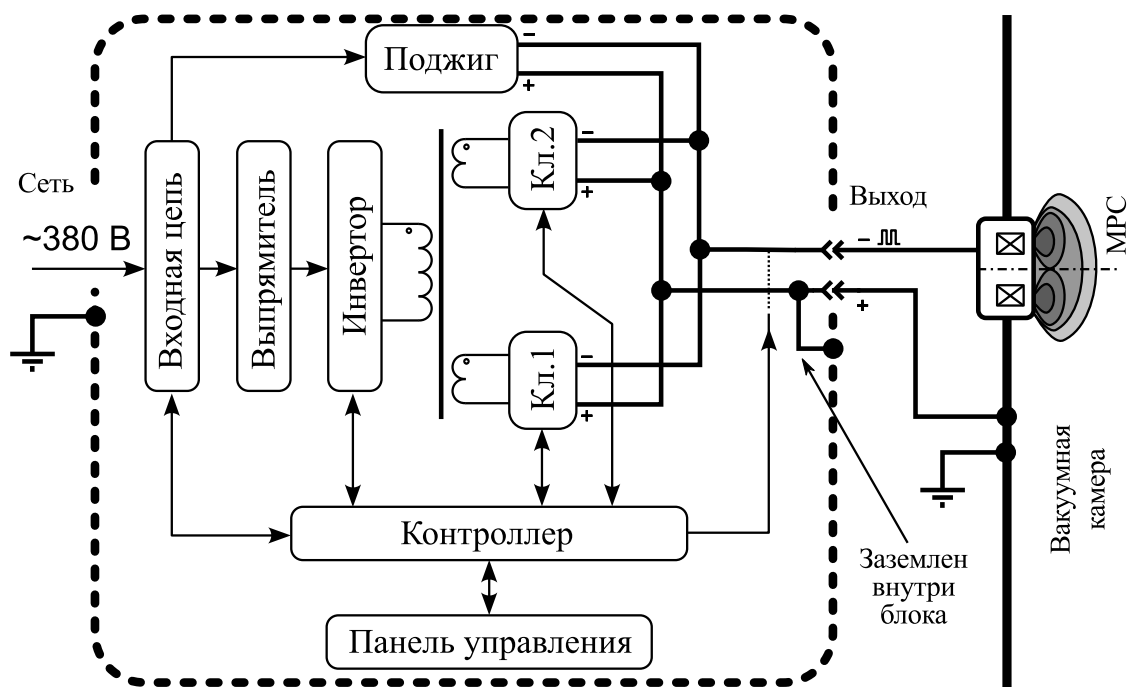 Поджиг
−
+
Кл.2
−
+
Сеть
~380 В
Входная цепь
Выпрямитель
Инвертор
Выход
−
+
МРС
Кл.1
−
+
Контроллер
Заземлен
внутри
блока
Вакуумная
камера
Панель управления